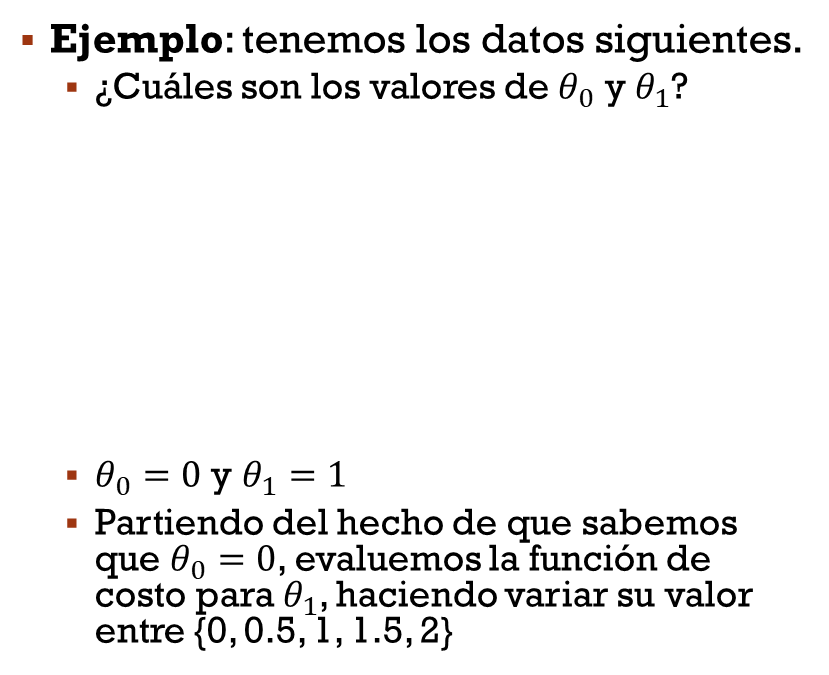 ▪ Ejemplo: tenemos los datos siguientes.
▪ ¿Cuáles son los valores de θ₀ y θ₁?
▪ θ₀ = 0 y θ₁ = 1
▪ Partiendo del hecho de que sabemos
que θ₀ = 0, evaluemos la función de
costo para θ₁, haciendo variar su valor
entre {0, 0.5, 1, 1.5, 2}